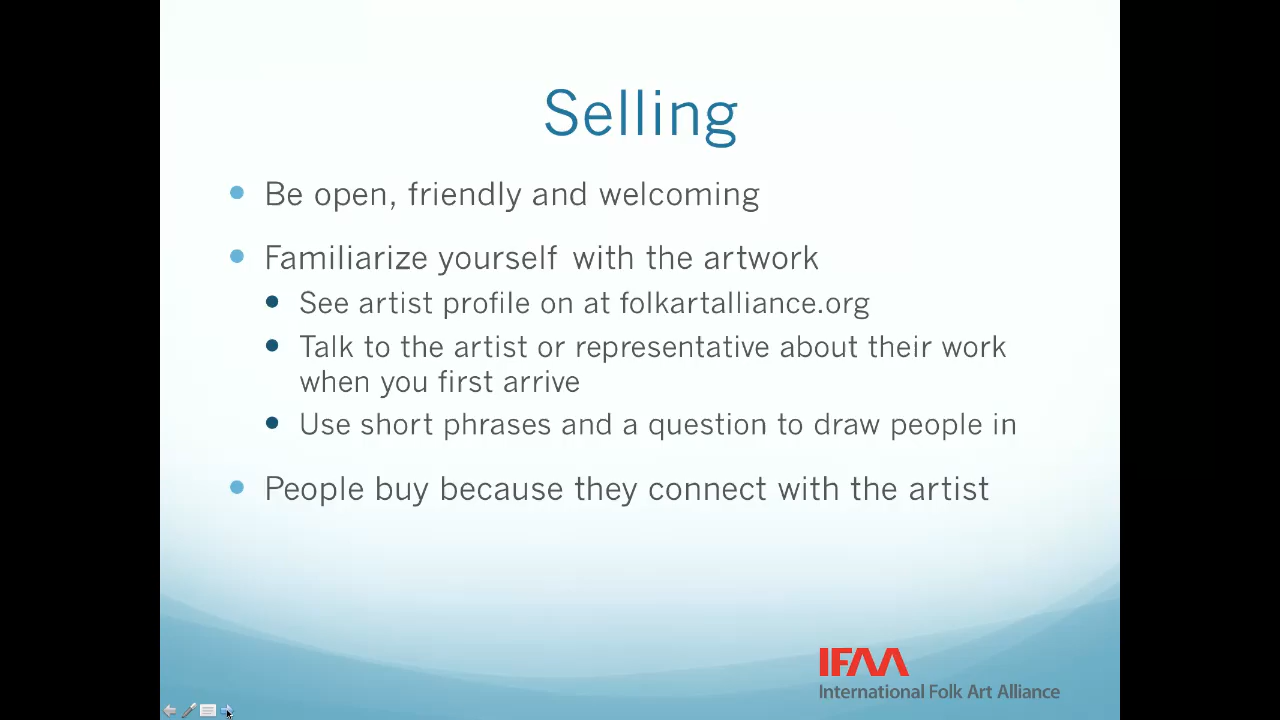 Selling
Be open, friendly and welcoming
Familiarize yourself with the artwork
See artist profile on at folkartalliance.org
Talk to the artist or representative about their work
when you first arrive
Use short phrases and a question to draw people in
People buy because they connect with the artist
IFAA
International Folk Art Alliance